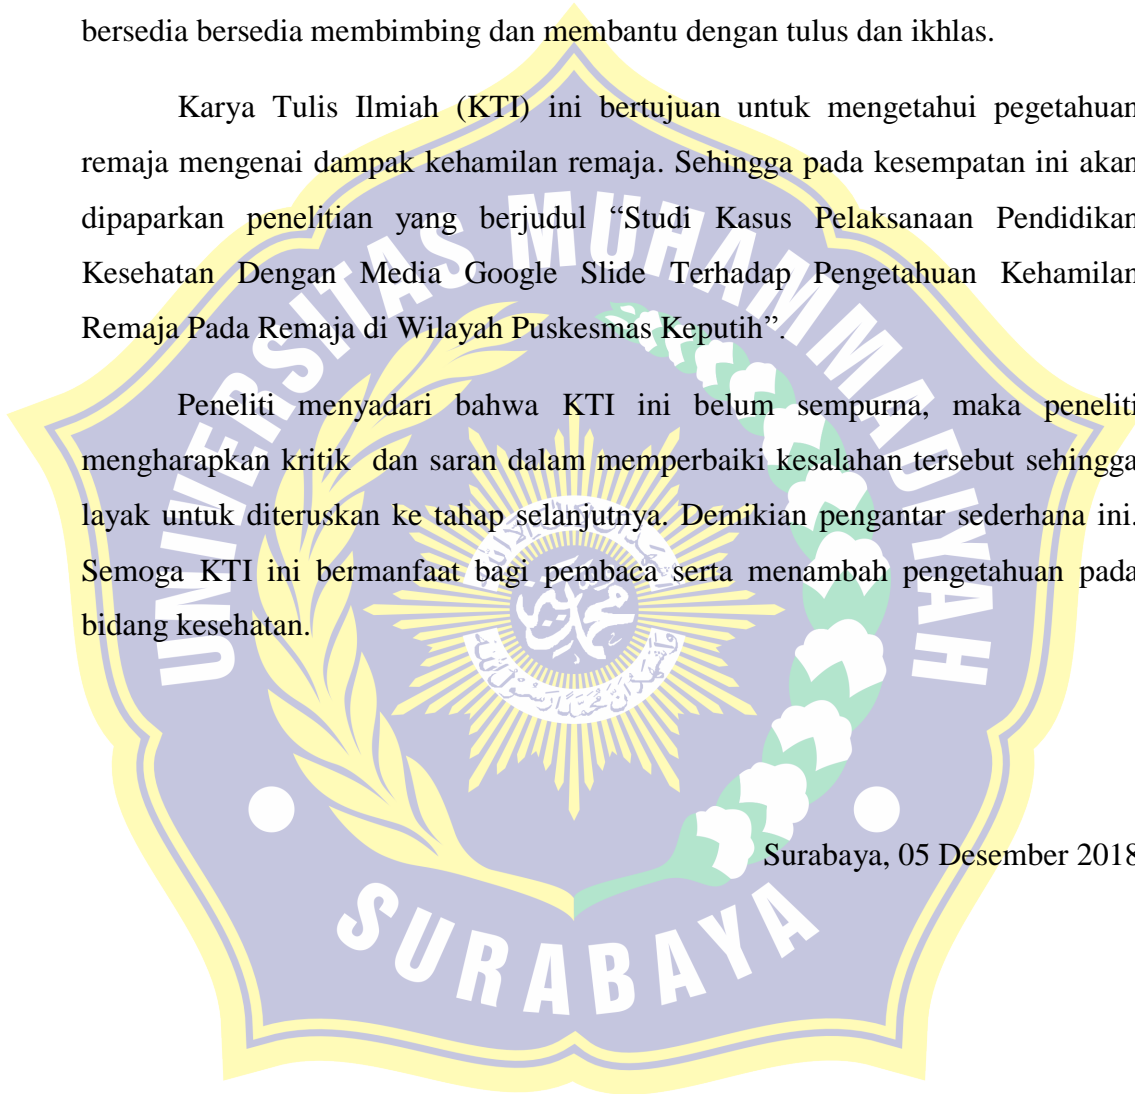 bersedia bersedia membimbing dan membantu dengan tulus dan ikhlas.
Karya Tulis Ilmiah (KTI) ini bertujuan untuk mengetahui pegetahuan
remaja mengenai dampak kehamilan remaja. Sehingga pada kesempatan ini akan
dipaparkan penelitian yang berjudul “Studi Kasus Pelaksanaan Pendidikan
Kesehatan Dengan Media Google Slide Terhadap Pengetahuan Kehamilan
Remaja Pada Remaja di Wilayah Puskesmas Keputih”.
Peneliti menyadari bahwa KTI ini belum sempurna, maka peneliti
mengharapkan kritik dan saran dalam memperbaiki kesalahan tersebut sehingga
layak untuk diteruskan ke tahap selanjutnya. Demikian pengantar sederhana ini.
Semoga KTI ini bermanfaat bagi pembaca serta menambah pengetahuan pada
bidang kesehatan.
Surabaya, 05 Desember 2018
UNIVERSITAS MUHAMMADIYAH
SURABAYA